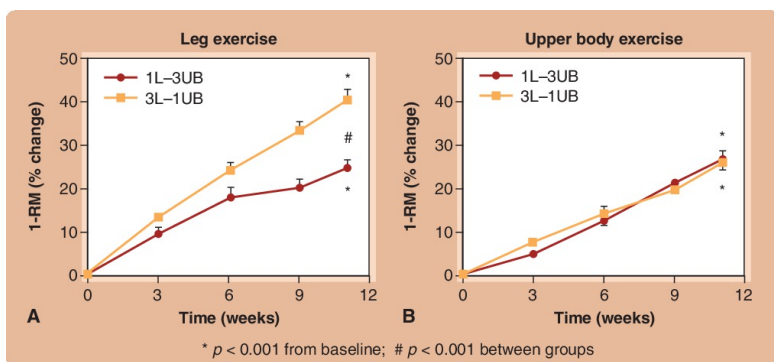 Leg exercise
50
40
30
20
10
0
1-RM (% change)
1L–3UB
3L–1UB
*
#
*
0 3 6 9 12
Time (weeks)
A
Upper body exercise
50
40
30
20
10
0
1-RM (% change)
1L–3UB
3L–1UB
*
*
0 3 6 9 12
Time (weeks)
B
* p < 0.001 from baseline; # p < 0.001 between groups